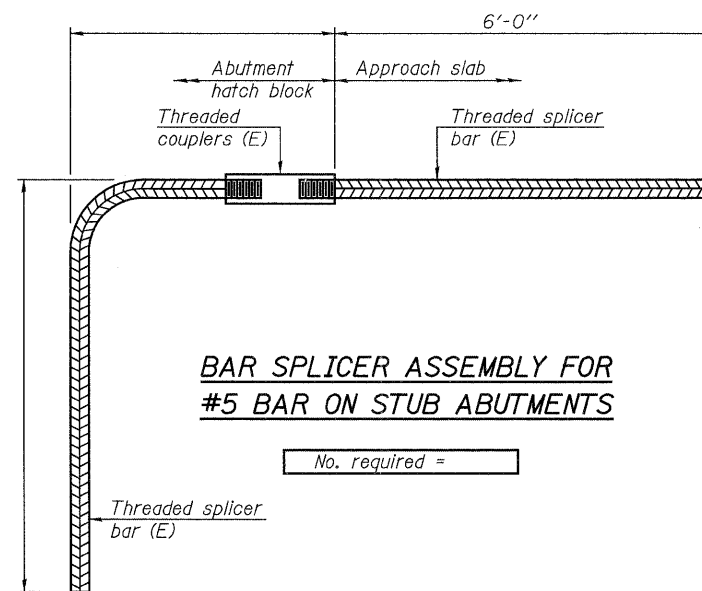 6'-0"
Abutment
hatch block
Approach slab
Threaded
couplers (E)
Threaded splicer
bar (E)
BAR SPLICER ASSEMBLY FOR
#5 BAR ON STUB ABUTMENTS
No. required =
Threaded splicer
bar (E)